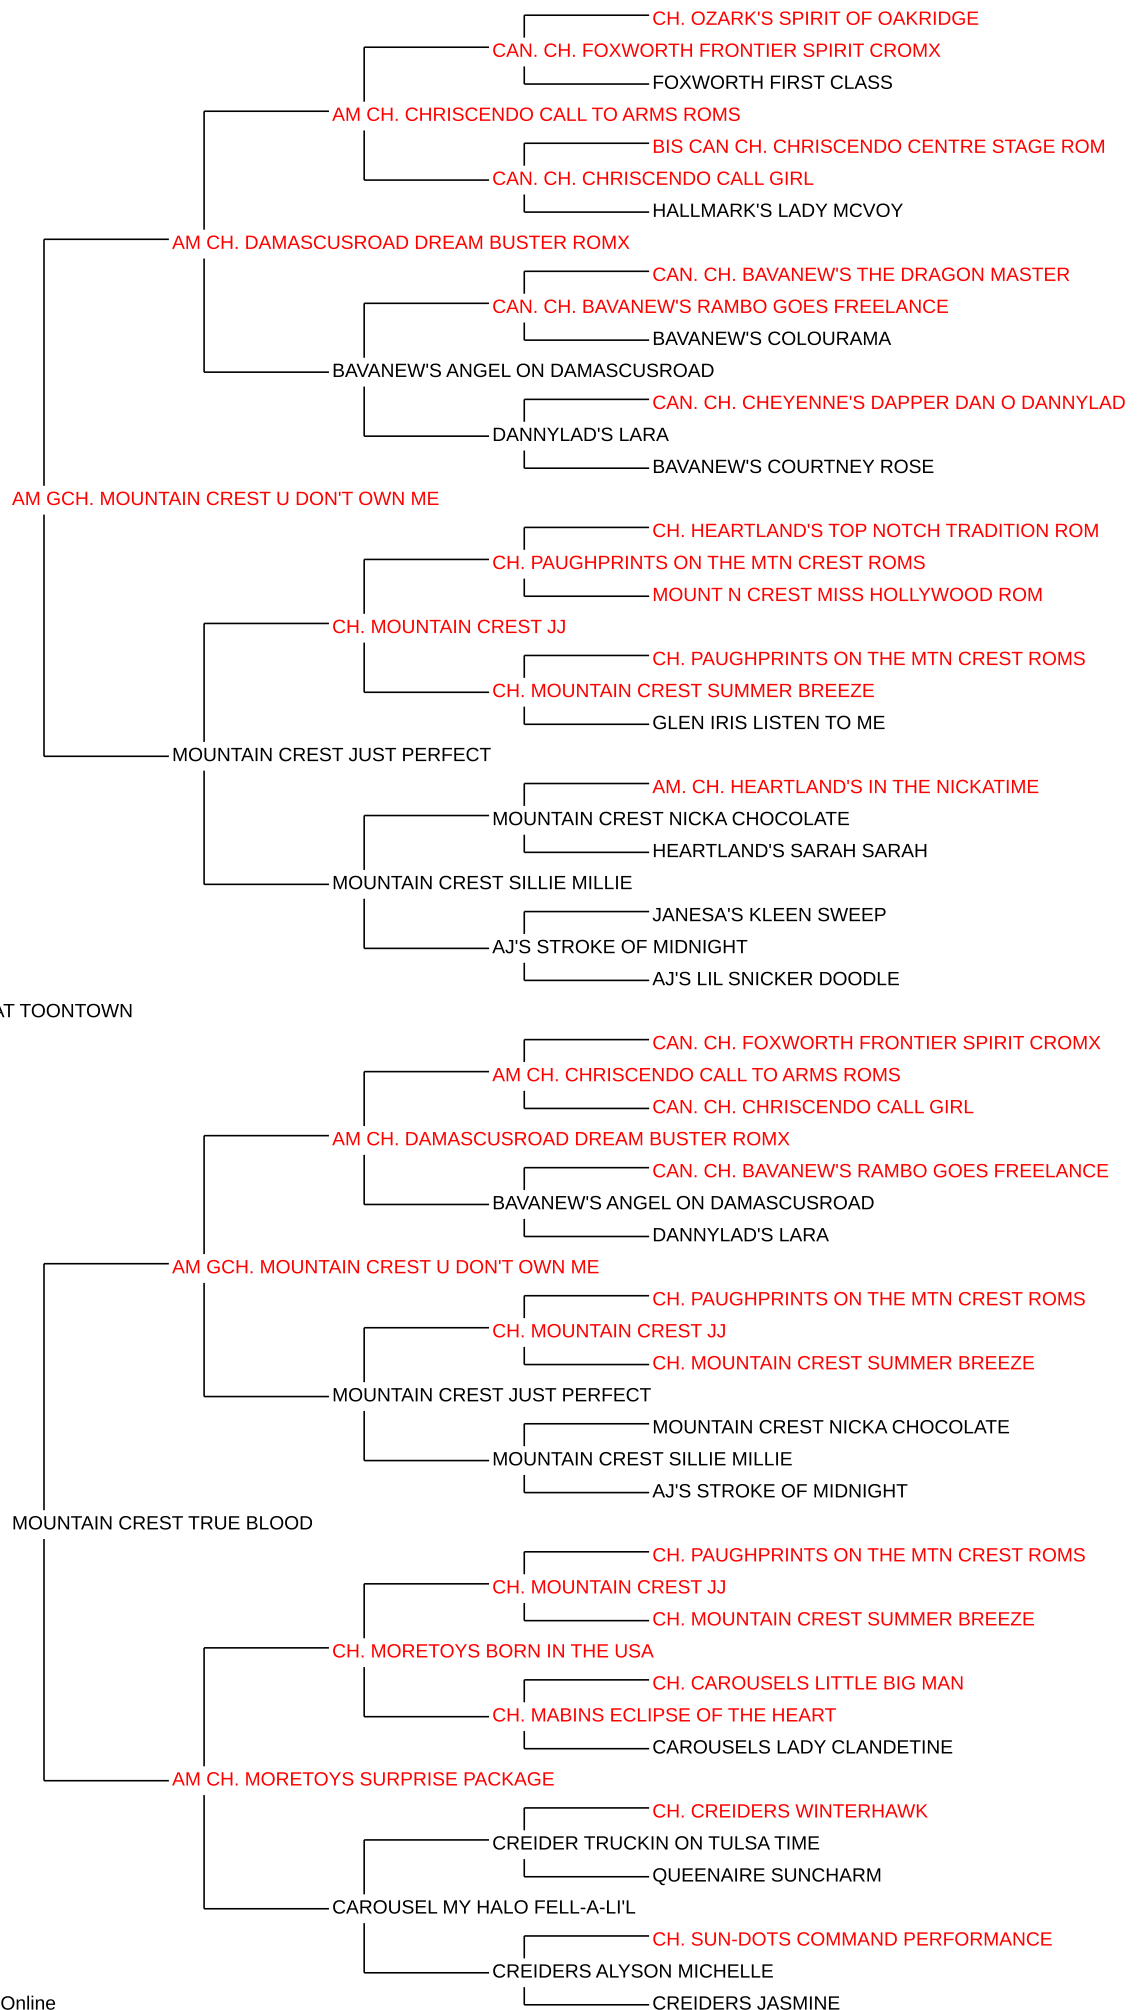 CH. OZARK'S SPIRIT OF OAKRIDGE
CAN. CH. FOXWORTH FRONTIER SPIRIT CROMX
FOXWORTH FIRST CLASS
AM CH. CHRISCENDO CALL TO ARMS ROMS
BIS CAN CH. CHRISCENDO CENTRE STAGE ROM
CAN. CH. CHRISCENDO CALL GIRL
HALLMARK'S LADY MCVOY
AM CH. DAMASCUSROAD DREAM BUSTER ROMX
CAN. CH. BAVANEW'S THE DRAGON MASTER
CAN. CH. BAVANEW'S RAMBO GOES FREELANCE
BAVANEW'S COLOURAMA
BAVANEW'S ANGEL ON DAMASCUSROAD
CAN. CH. CHEYENNE'S DAPPER DAN O DANNYLAD
DANNYLAD'S LARA
BAVANEW'S COURTNEY ROSE
AM GCH. MOUNTAIN CREST U DON'T OWN ME
CH. HEARTLAND'S TOP NOTCH TRADITION ROM
CH. PAUGHPRINTS ON THE MTN CREST ROMS
MOUNT N CREST MISS HOLLYWOOD ROM
CH. MOUNTAIN CREST JJ
CH. PAUGHPRINTS ON THE MTN CREST ROMS
CH. MOUNTAIN CREST SUMMER BREEZE
GLEN IRIS LISTEN TO ME
MOUNTAIN CREST JUST PERFECT
AM. CH. HEARTLAND'S IN THE NICKATIME
MOUNTAIN CREST NICKA CHOCOLATE
HEARTLAND'S SARAH SARAH
MOUNTAIN CREST SILLIE MILLIE
JANESA'S KLEEN SWEEP
AJ'S STROKE OF MIDNIGHT
AJ'S LIL SNICKER DOODLE
AT TOONTOWN
CAN. CH. FOXWORTH FRONTIER SPIRIT CROMX
AM CH. CHRISCENDO CALL TO ARMS ROMS
CAN. CH. CHRISCENDO CALL GIRL
AM CH. DAMASCUSROAD DREAM BUSTER ROMX
CAN. CH. BAVANEW'S RAMBO GOES FREELANCE
BAVANEW'S ANGEL ON DAMASCUSROAD
DANNYLAD'S LARA
AM GCH. MOUNTAIN CREST U DON'T OWN ME
CH. PAUGHPRINTS ON THE MTN CREST ROMS
CH. MOUNTAIN CREST JJ
CH. MOUNTAIN CREST SUMMER BREEZE
MOUNTAIN CREST JUST PERFECT
MOUNTAIN CREST NICKA CHOCOLATE
MOUNTAIN CREST SILLIE MILLIE
AJ'S STROKE OF MIDNIGHT
MOUNTAIN CREST TRUE BLOOD
CH. PAUGHPRINTS ON THE MTN CREST ROMS
CH. MOUNTAIN CREST JJ
CH. MOUNTAIN CREST SUMMER BREEZE
CH. MORETOYS BORN IN THE USA
CH. CAROUSELS LITTLE BIG MAN
CH. MABINS ECLIPSE OF THE HEART
CAROUSELS LADY CLANDETINE
AM CH. MORETOYS SURPRISE PACKAGE
CH. CREIDERS WINTERHAWK
CREIDER TRUCKIN ON TULSA TIME
QUEENAIRE SUNCHARM
CAROUSEL MY HALO FELL-A-LI'L
CH. SUN-DOTS COMMAND PERFORMANCE
CREIDERS ALYSON MICHELLE
Online
CREIDERS JASMINE